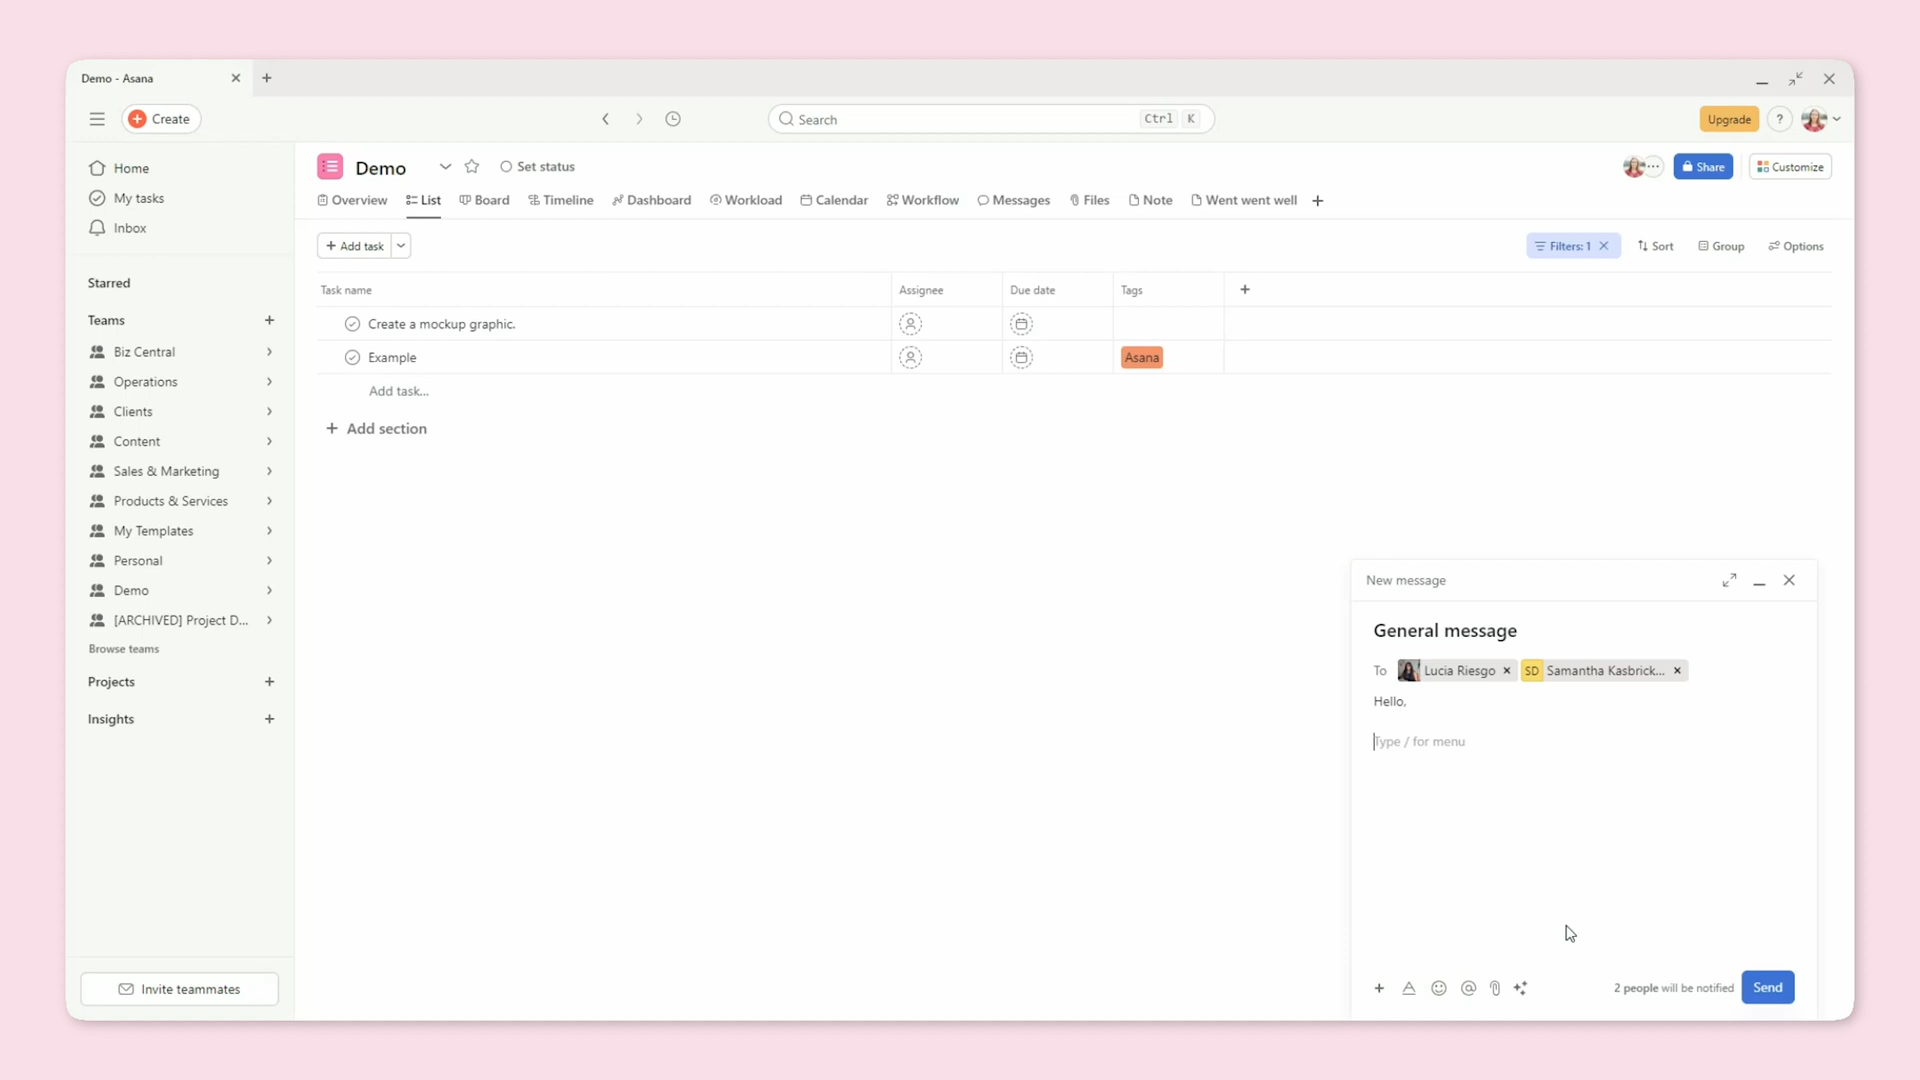 Demo - Asana
Create
Search
Ctrl K
Upgrade
?
Home
My tasks
Inbox
Starred
Teams
Biz Central
Operations
Clients
Content
Sales & Marketing
Products & Services
My Templates
Personal
Demo
[ARCHIVED] Project D...
Browse teams
Projects
Insights
Invite teammates
Demo
Set status
Share
Customize
Overview
List
Board
Timeline
Dashboard
Workload
Calendar
Workflow
Messages
Files
Note
Went went well
Add task
Filters: 1
Sort
Group
Options
Task name
Assignee
Due date
Tags
Create a mockup graphic.
Example
Asana
Add task...
Add section
New message
General message
To Lucia Riesgo SD Samantha Kasbrick...
Hello,
Type / for menu
2 people will be notified
Send